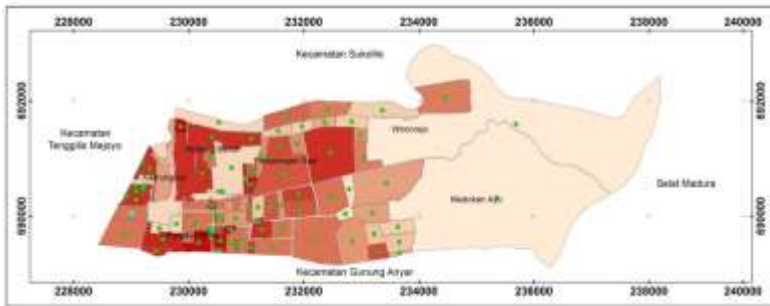 228000 230000 232000 234000 236000 238000 240000
Kecamatan Sukolilo
692000 692000
Kecamatan
Tenggilis Mejoyo
Wonorejo
Selat Madura
Medokan Ayu
690000 690000
Kecamatan Gunung Anyar
228000 230000 232000 234000 236000 238000 240000